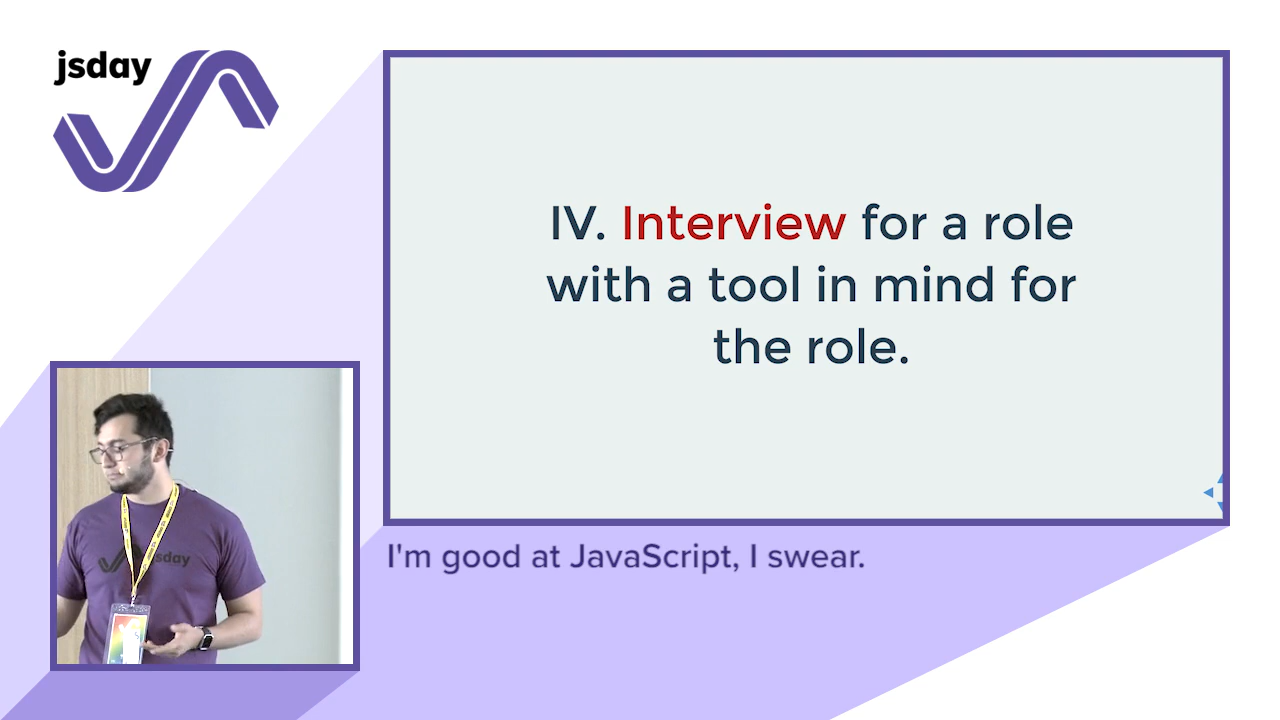 jsday
IV. Interview for a role
with a tool in mind for
the role.
I'm good at JavaScript, I swear.
jsday